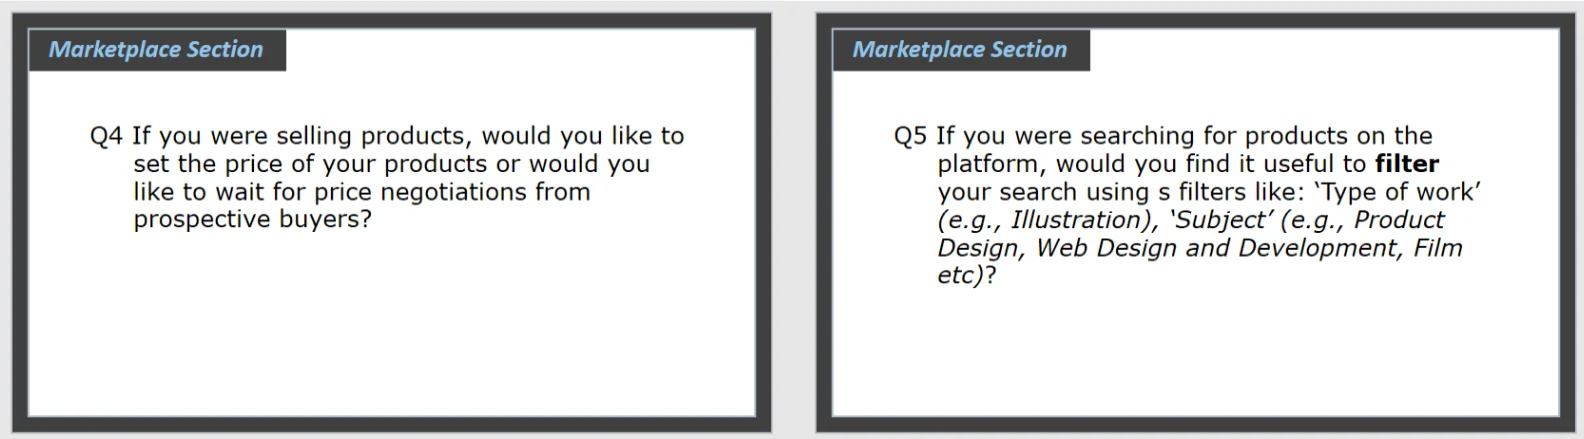 Marketplace Section
Q4 If you were selling products, would you like to
set the price of your products or would you
like to wait for price negotiations from
prospective buyers?
Marketplace Section
Q5 If you were searching for products on the
platform, would you find it useful to filter
your search using s filters like: ‘Type of work’
(e.g., Illustration), ‘Subject’ (e.g., Product
Design, Web Design and Development, Film
etc)?